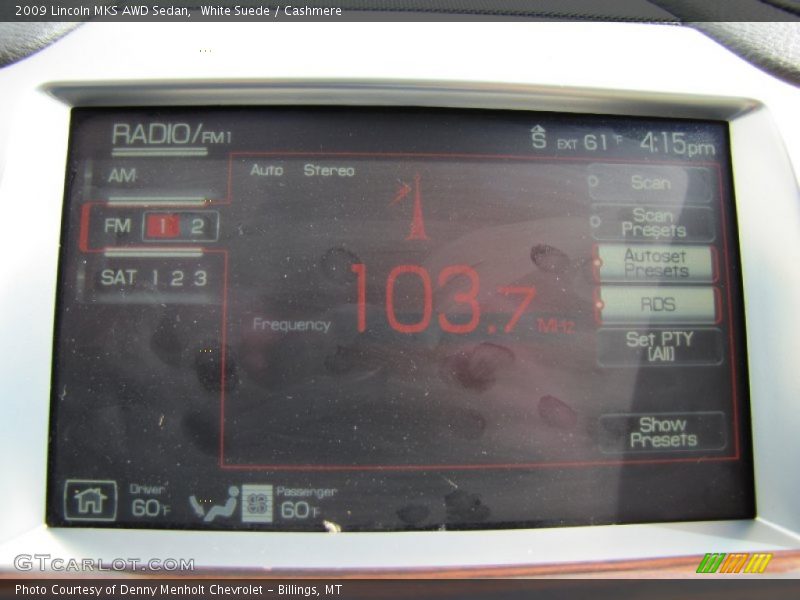 2009 Lincoln MKS AWD Sedan,  White Suede / Cashmere
RADIO/FM1
S EXT 61°F 4:15pm
AM
Auto Stereo
Scan
FM 1 2
Scan Presets
Autoset Presets
SAT 1 2 3
RDS
Frequency 103.7 MHz
Set PTY [All]
Show Presets
Driver 60°F
Passenger 60°F
GTcarlot.com
Photo Courtesy of Denny Menholt Chevrolet - Billings, MT